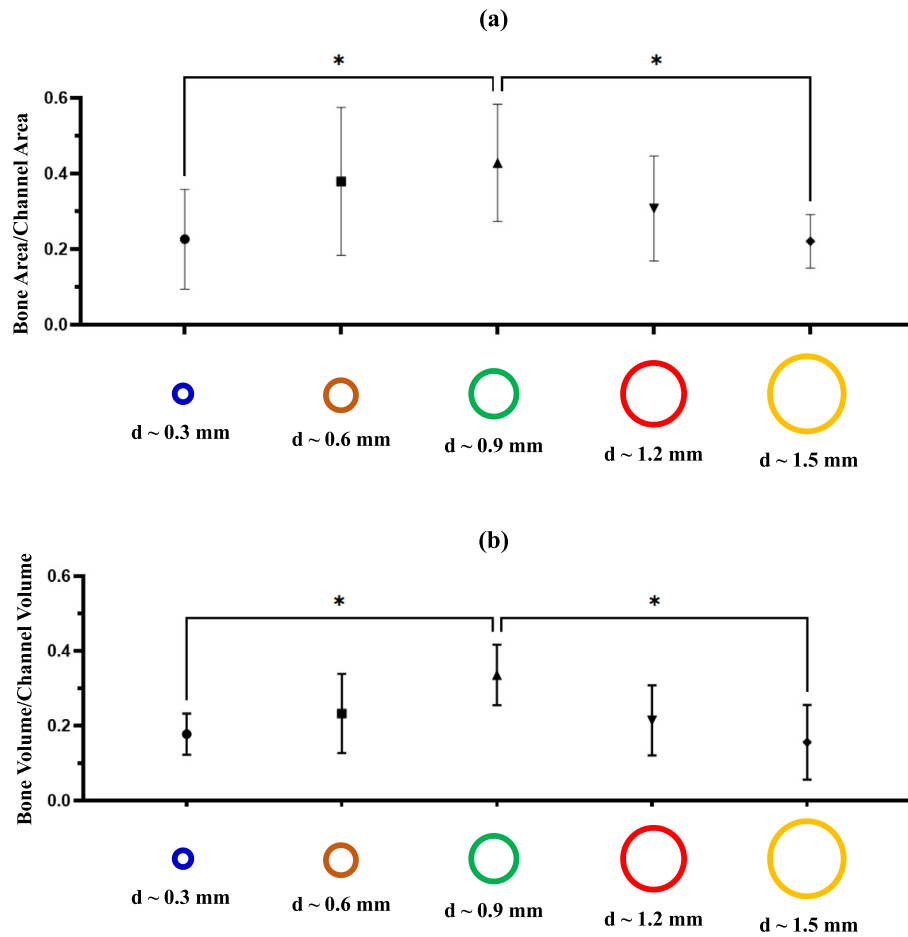 (a)
* *
Bone Area/Channel Area
0.6
0.4
0.2
0.0
d ~ 0.3 mm
d ~ 0.6 mm
d ~ 0.9 mm
d ~ 1.2 mm
d ~ 1.5 mm
(b)
* *
Bone Volume/Channel Volume
0.6
0.4
0.2
0.0
d ~ 0.3 mm
d ~ 0.6 mm
d ~ 0.9 mm
d ~ 1.2 mm
d ~ 1.5 mm